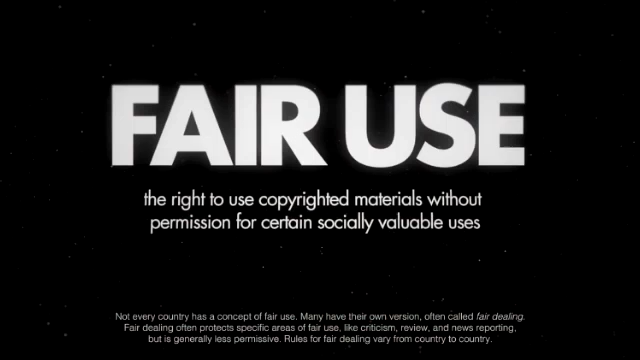 FAIR USE
the right to use copyrighted materials without
permission for certain socially valuable uses
Not every country has a concept of fair use. Many have their own version, often called fair dealing.
Fair dealing often protects specific areas of fair use, like criticism, review, and news reporting,
but is generally less permissive. Rules for fair dealing vary from country to country.